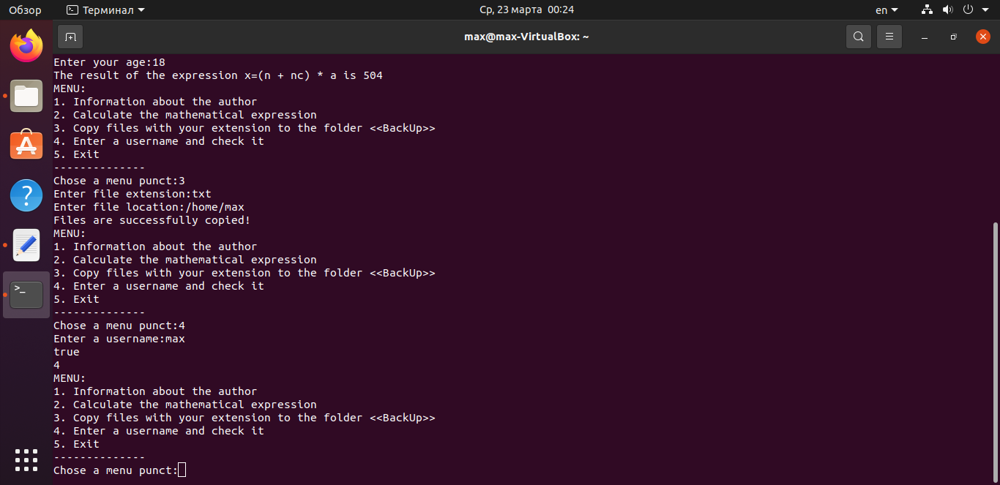 Обзор
Терминал
Ср, 23 марта 00:24
en
max@max-VirtualBox: ~
Enter your age:18
The result of the expression x=(n + nc) * a is 504
MENU:
1. Information about the author
2. Calculate the mathematical expression
3. Copy files with your extension to the folder <<BackUp>>
4. Enter a username and check it
5. Exit
--------------
Chose a menu punct:3
Enter file extension:txt
Enter file location:/home/max
Files are successfully copied!
MENU:
1. Information about the author
2. Calculate the mathematical expression
3. Copy files with your extension to the folder <<BackUp>>
4. Enter a username and check it
5. Exit
--------------
Chose a menu punct:4
Enter a username:max
true
4
MENU:
1. Information about the author
2. Calculate the mathematical expression
3. Copy files with your extension to the folder <<BackUp>>
4. Enter a username and check it
5. Exit
--------------
Chose a menu punct: